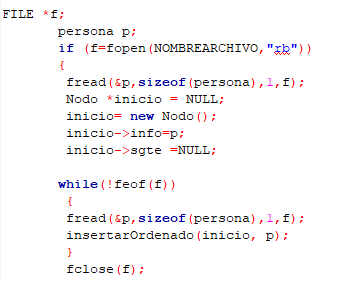 FILE *f;
persona p;
if (f=fopen(NOMBREARCHIVO,"rb"))
{
fread(&p,sizeof(persona),1,f);
Nodo *inicio = NULL;
inicio= new Nodo();
inicio->info=p;
inicio->sgte =NULL;
while(!feof(f))
{
fread(&p,sizeof(persona),1,f);
insertarOrdenado(inicio, p);
}
fclose(f);